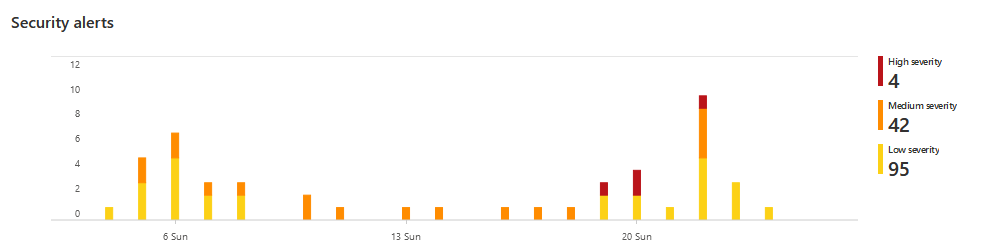 Security alerts
12
10
8
6
4
2
0
6 Sun
13 Sun
20 Sun
High severity
4
Medium severity
42
Low severity
95